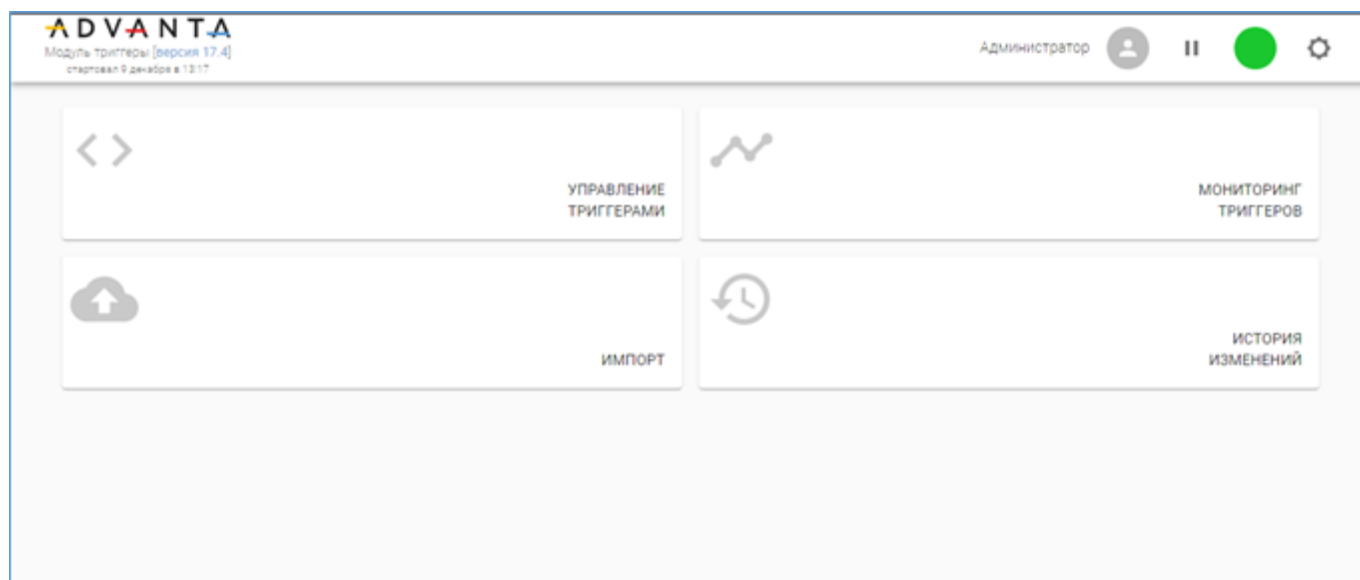 ADVANTA
Модуль триггеры [версия 17.4]
стартовал 9 декабря в 13:17
Администратор
УПРАВЛЕНИЕ
ТРИГГЕРАМИ
МОНИТОРИНГ
ТРИГГЕРОВ
ИМПОРТ
ИСТОРИЯ
ИЗМЕНЕНИЙ